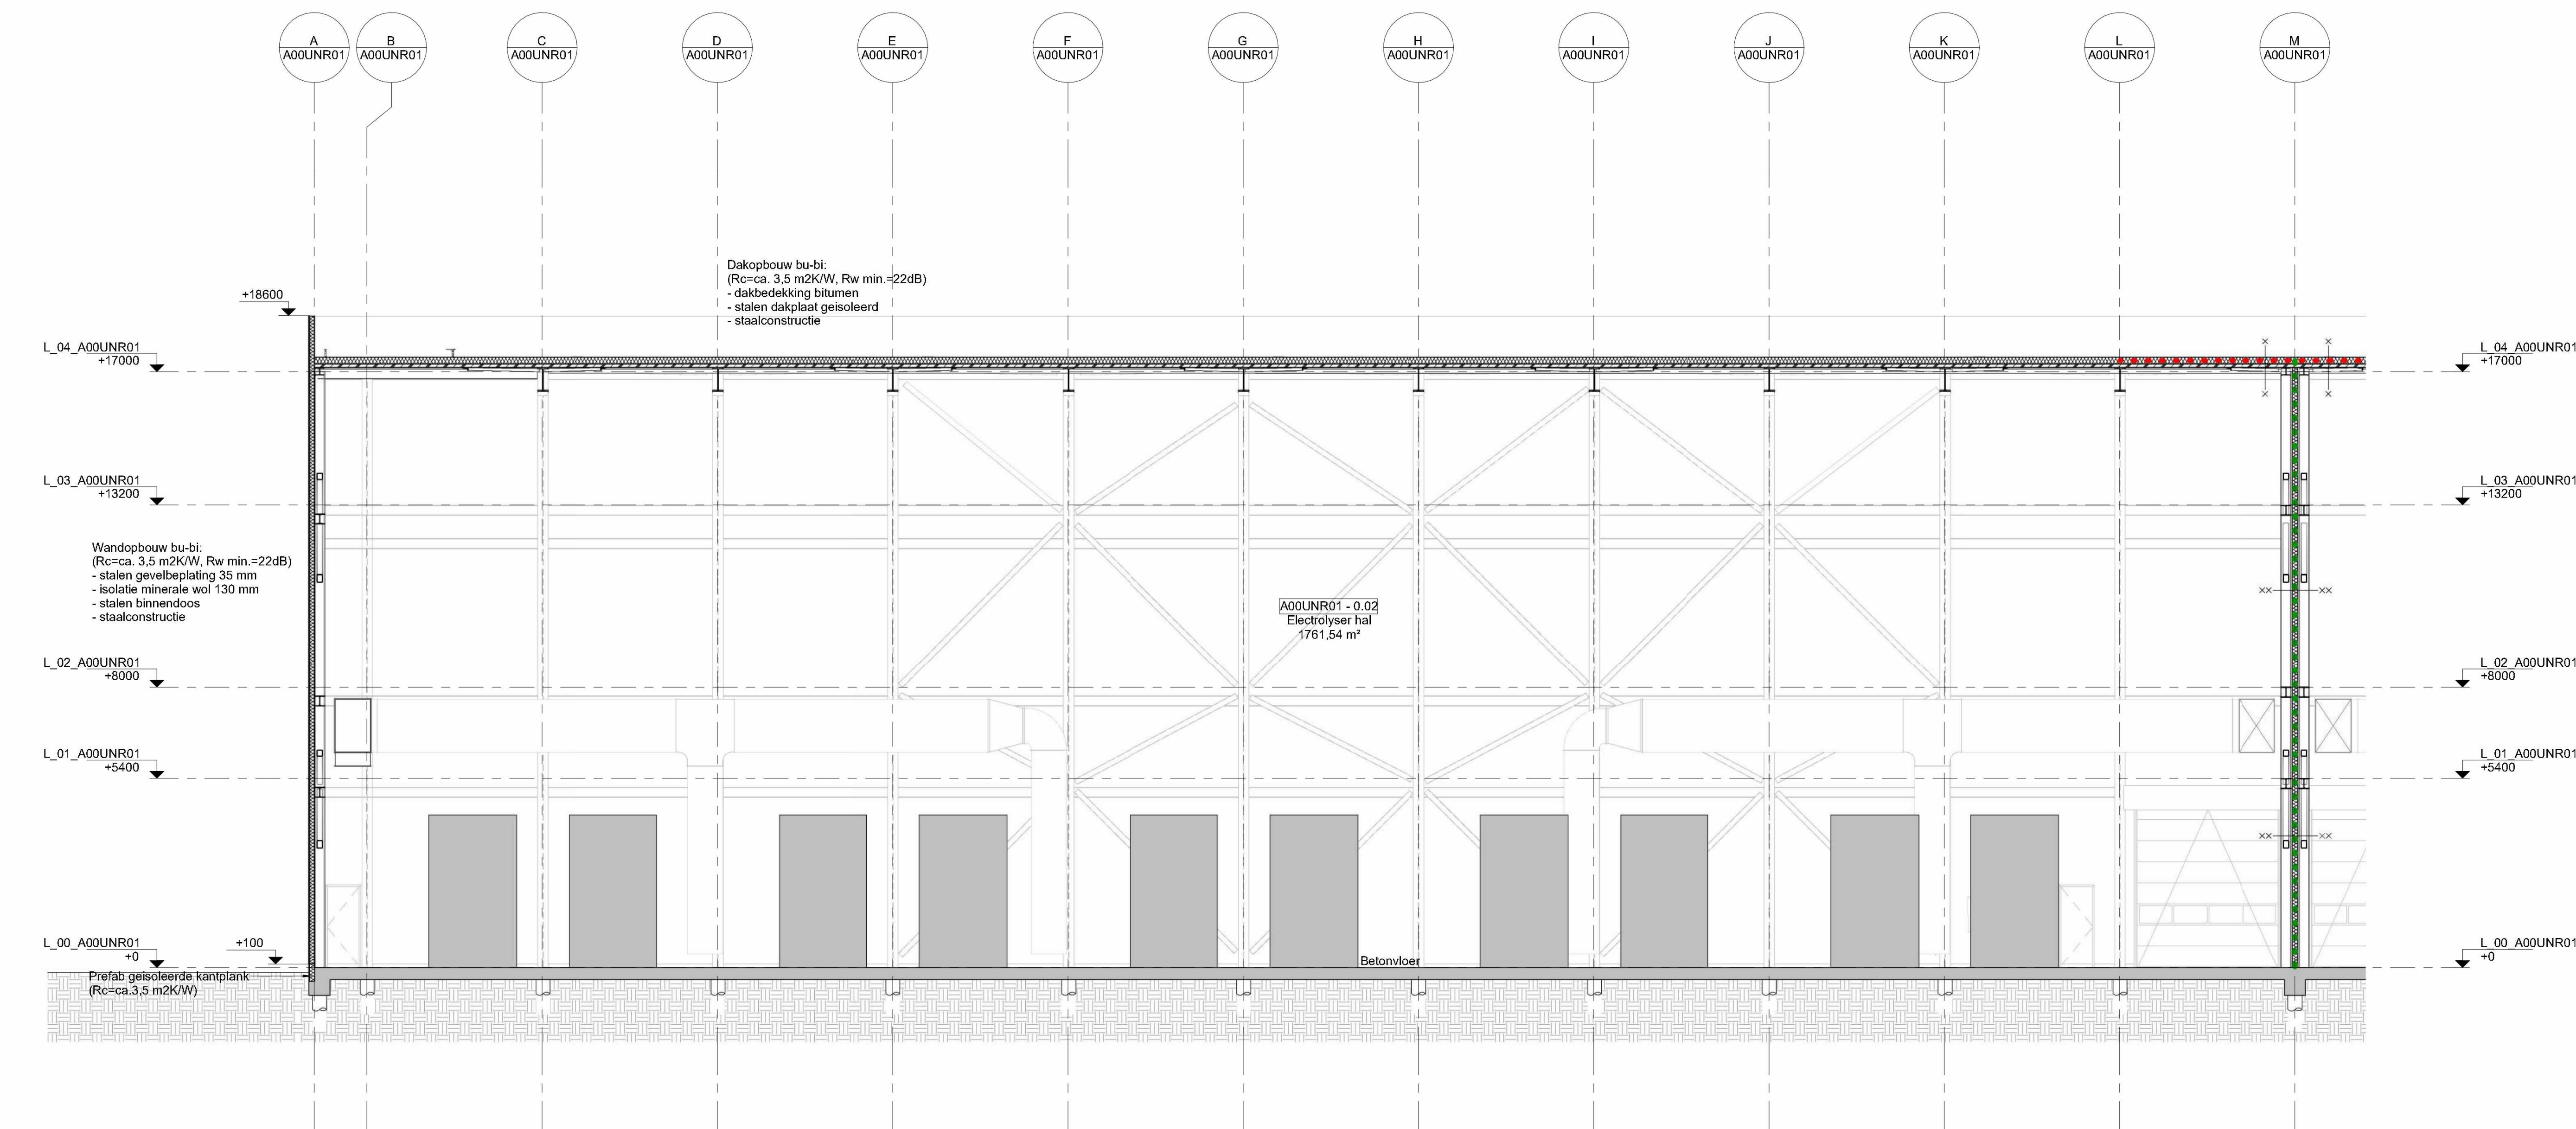 A
A00UNR01
B
A00UNR01
C
A00UNR01
D
A00UNR01
E
A00UNR01
F
A00UNR01
G
A00UNR01
H
A00UNR01
I
A00UNR01
J
A00UNR01
K
A00UNR01
L
A00UNR01
M
A00UNR01
Dakopbouw bu-bi:
(Rc=ca. 3,5 m2K/W, Rw min.=22dB)
- dakbedekking bitumen
- stalen dakplaat geisoleerd
- staalconstructie
+18600
L_04_A00UNR01
+17000
L_04_A00UNR01
+17000
L_03_A00UNR01
+13200
L_03_A00UNR01
+13200
Wandopbouw bu-bi:
(Rc=ca. 3,5 m2K/W, Rw min.=22dB)
- stalen gevelbeplating 35 mm
- isolatie minerale wol 130 mm
- stalen binnendoos
- staalconstructie
A00UNR01 - 0.02
Electrolyser hal
1761,54 m²
L_02_A00UNR01
+8000
L_02_A00UNR01
+8000
L_01_A00UNR01
+5400
L_01_A00UNR01
+5400
L_00_A00UNR01
+0
+100
Prefab geisoleerde kantplank
(Rc=ca.3,5 m2K/W)
Betonvloer
L_00_A00UNR01
+0